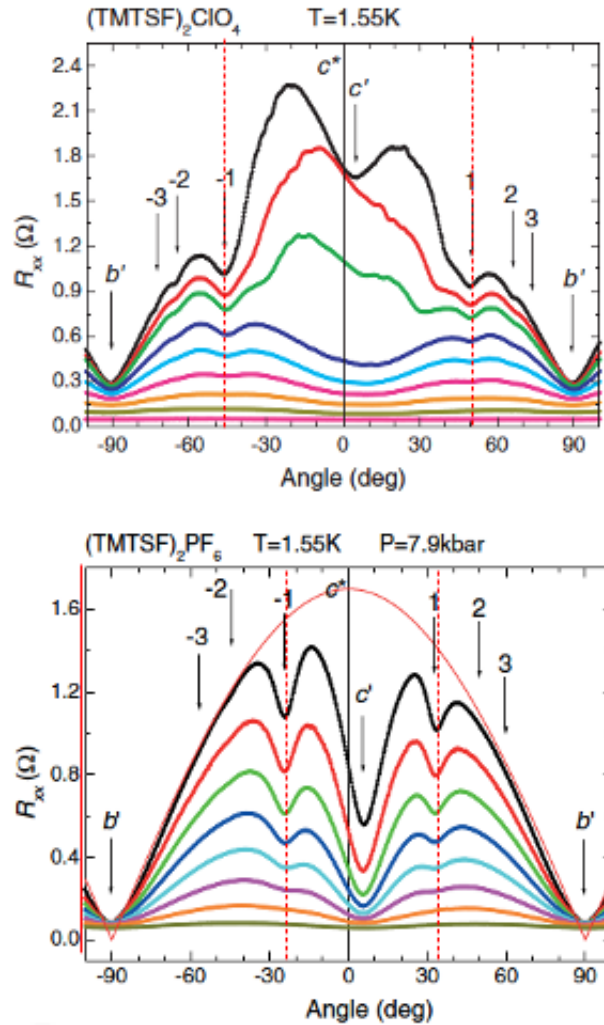 (TMTSF)₂ClO₄ T=1.55K
2.4
2.1
1.8
1.5
1.2
0.9
0.6
0.3
0.0
Rxx (Ω)
c*
c'
-3
-2
-1
1
2
3
b'
b'
-90
-60
-30
0
30
60
90
Angle (deg)
(TMTSF)₂PF₆ T=1.55K P=7.9kbar
1.6
1.2
0.8
0.4
0.0
Rxx (Ω)
-3
-2
-1
c*
c'
1
2
3
b'
b'
-90
-60
-30
0
30
60
90
Angle (deg)